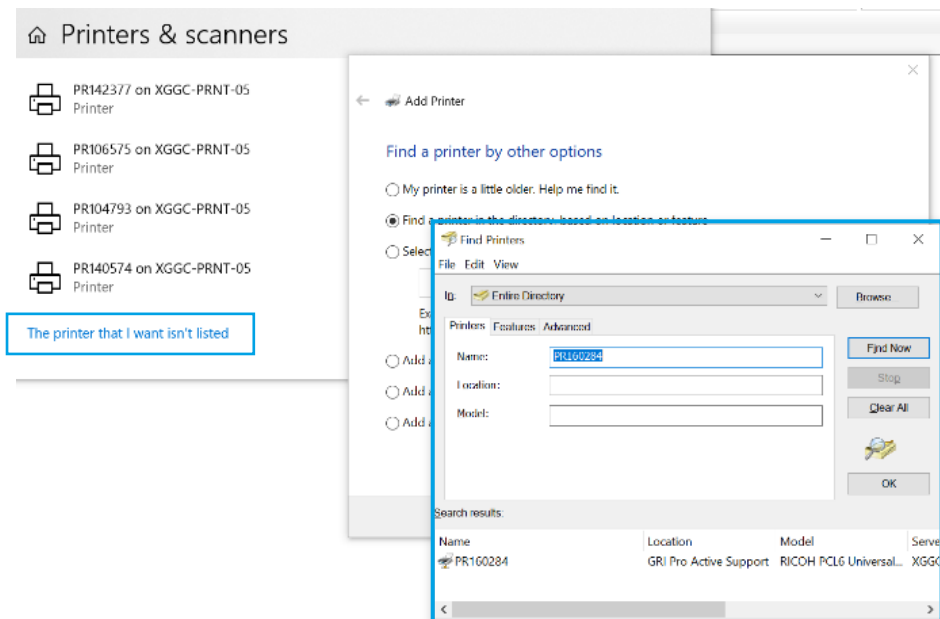 Printers & scanners
PR142377 on XGGC-PRNT-05
Printer
PR106575 on XGGC-PRNT-05
Printer
PR104793 on XGGC-PRNT-05
Printer
PR140574 on XGGC-PRNT-05
Printer
The printer that I want isn't listed
Add Printer
Find a printer by other options
My printer is a little older. Help me find it.
Find a printer in the directory, based on location or feature
Selec
Ex
ht
Add
Add
Add
Find Printers
File Edit View
In: Entire Directory
Browse...
Printers Features Advanced
Name: PR160284
Location:
Model:
Find Now
Stop
Clear All
OK
Search results:
Name Location Model Serve
PR160284 GRI Pro Active Support RICOH PCL6 Universal... XGGC